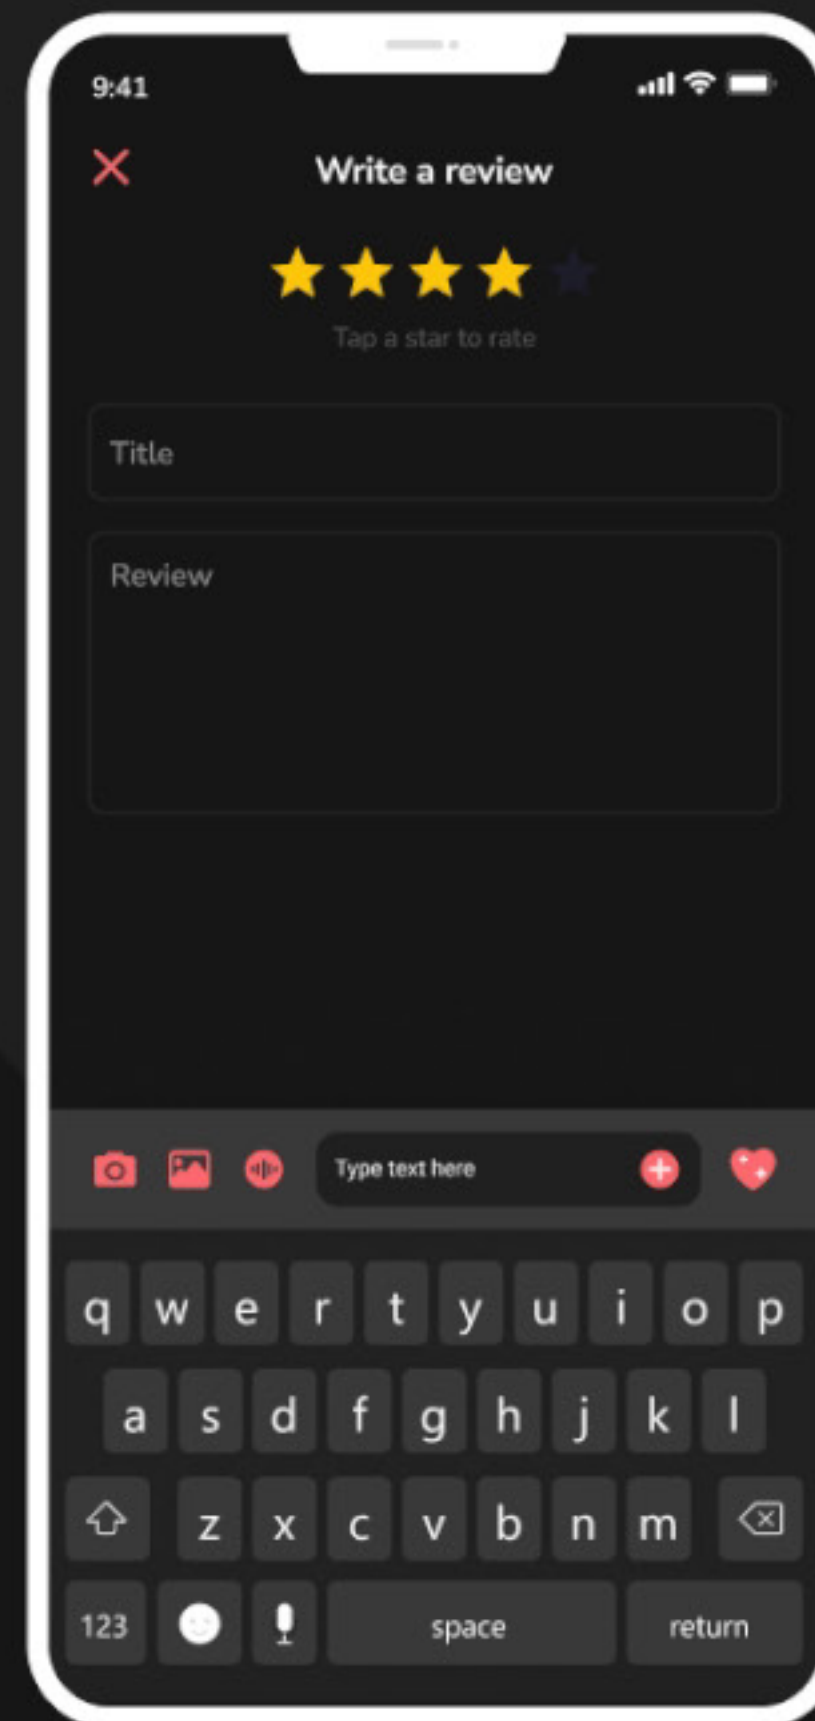 9:41
Write a review
Tap a star to rate
Title
Review
Type text here
q w e r t y u i o p
a s d f g h j k l
z x c v b n m
123 space return